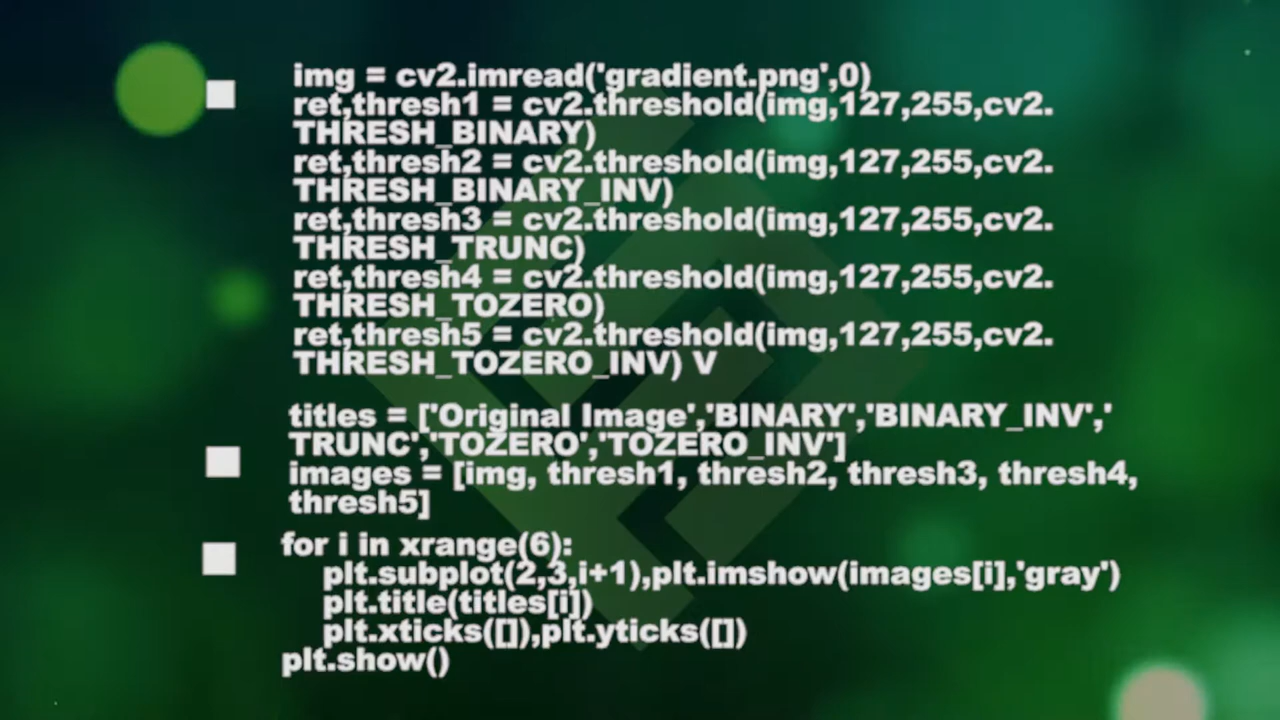 img = cv2.imread('gradient.png',0)
ret,thresh1 = cv2.threshold(img,127,255,cv2.
THRESH_BINARY)
ret,thresh2 = cv2.threshold(img,127,255,cv2.
THRESH_BINARY_INV)
ret,thresh3 = cv2.threshold(img,127,255,cv2.
THRESH_TRUNC)
ret,thresh4 = cv2.threshold(img,127,255,cv2.
THRESH_TOZERO)
ret,thresh5 = cv2.threshold(img,127,255,cv2.
THRESH_TOZERO_INV) V
titles = ['Original Image','BINARY','BINARY_INV','
TRUNC','TOZERO','TOZERO_INV']
images = [img, thresh1, thresh2, thresh3, thresh4,
thresh5]
for i in xrange(6):
    plt.subplot(2,3,i+1),plt.imshow(images[i],'gray')
    plt.title(titles[i])
    plt.xticks([]),plt.yticks([])
plt.show()